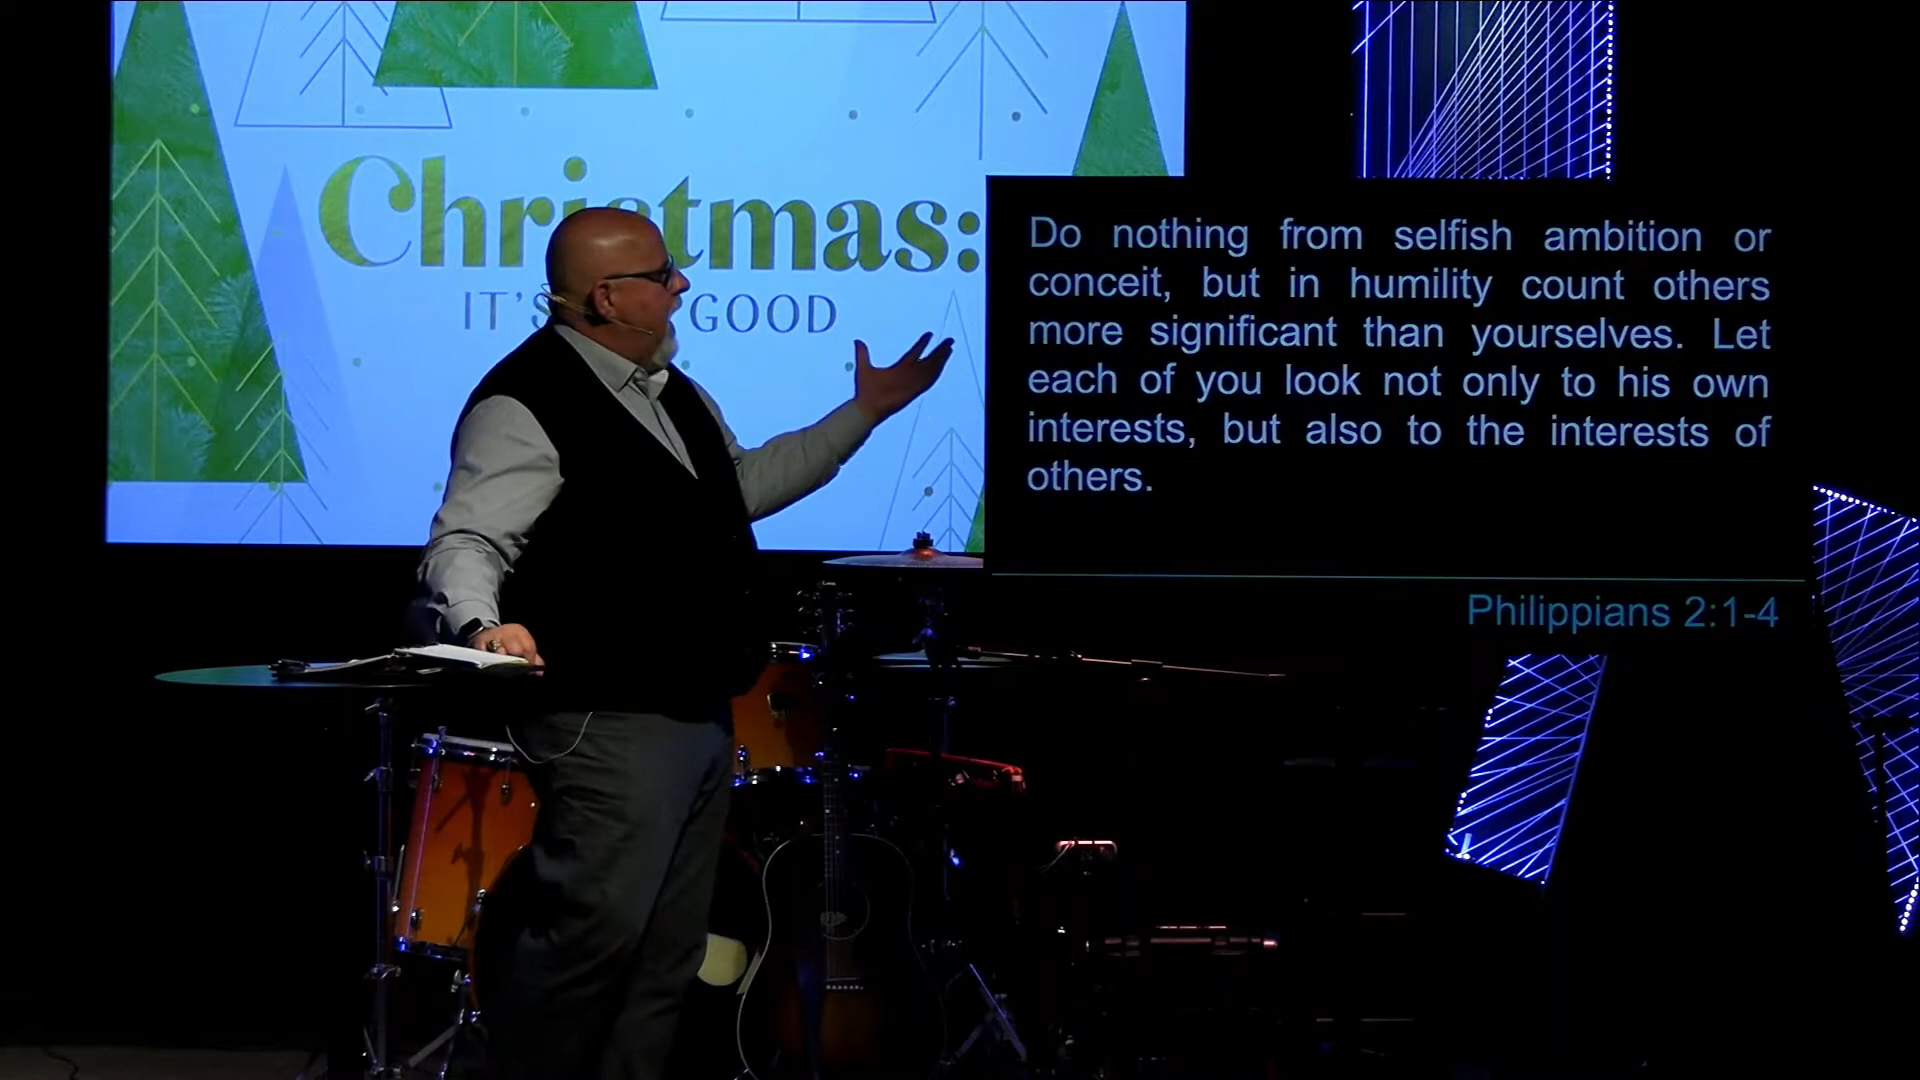 Christmas:
IT'S GOOD
Do nothing from selfish ambition or
conceit, but in humility count others
more significant than yourselves. Let
each of you look not only to his own
interests, but also to the interests of
others.
Philippians 2:1-4